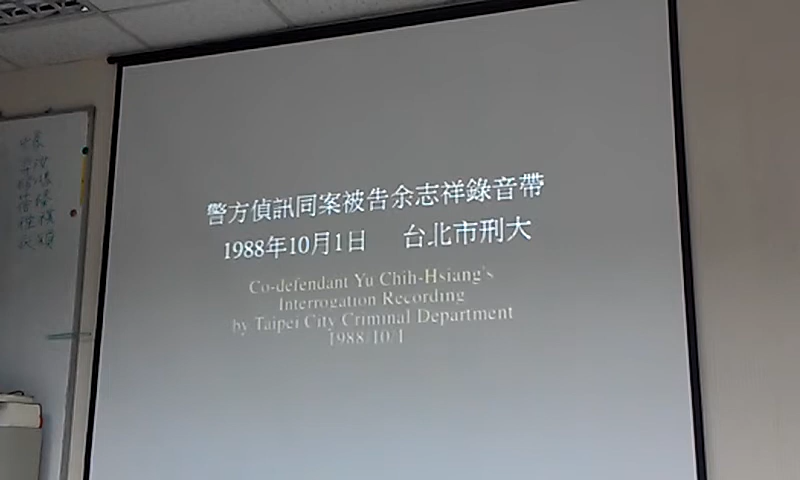 警方偵訊同案被告余志祥錄音帶
1988年10月1日 台北市刑大
Co-defendant Yu Chih-Hsiang's
Interrogation Recording
by Taipei City Criminal Department
1988/10/1